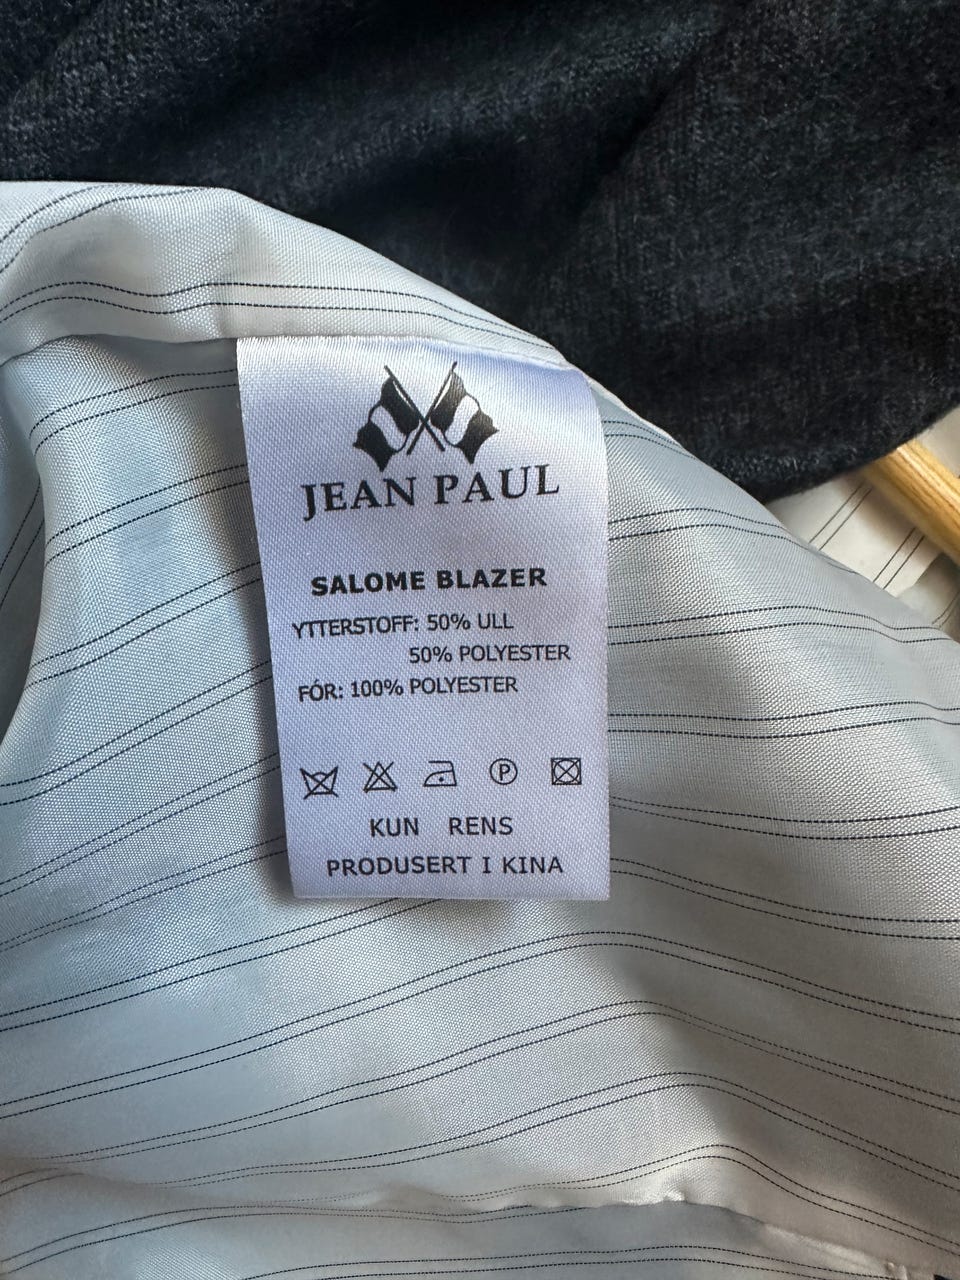 JEAN PAUL
SALOME BLAZER
YTTERSTOFF: 50% ULL
50% POLYESTER
FÓR: 100% POLYESTER
P
KUN RENS
PRODUSERT I KINA